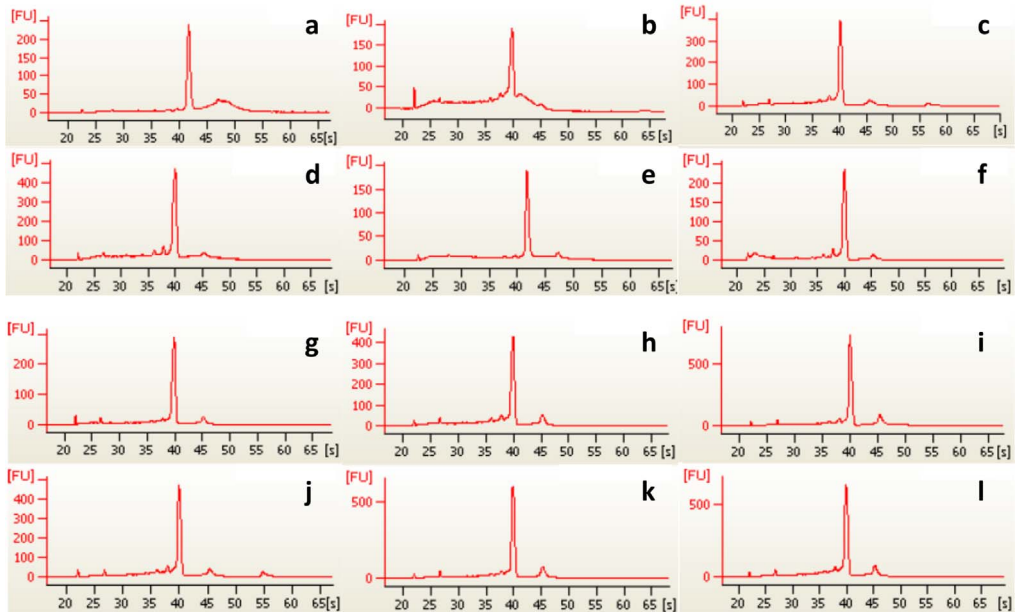 [FU] a
200
150
100
50
0
20 25 30 35 40 45 50 55 60 65[s]
[FU] b
200
150
100
50
0
20 25 30 35 40 45 50 55 60 65[s]
[FU] c
300
200
100
0
20 25 30 35 40 45 50 55 60 65 [s]
[FU] d
400
300
200
100
0
20 25 30 35 40 45 50 55 60 65 [s]
[FU] e
150
100
50
0
20 25 30 35 40 45 50 55 60 65[s]
[FU] f
200
150
100
50
0
20 25 30 35 40 45 50 55 60 65 [s]
[FU] g
200
100
0
20 25 30 35 40 45 50 55 60 65 [s]
[FU] h
400
300
200
100
0
20 25 30 35 40 45 50 55 60 65 [s]
[FU] i
500
0
20 25 30 35 40 45 50 55 60 65 [s]
[FU] j
400
300
200
100
0
20 25 30 35 40 45 50 55 60 65[s]
[FU] k
500
0
20 25 30 35 40 45 50 55 60 65 [s]
[FU] l
500
0
20 25 30 35 40 45 50 55 60 65 [s]